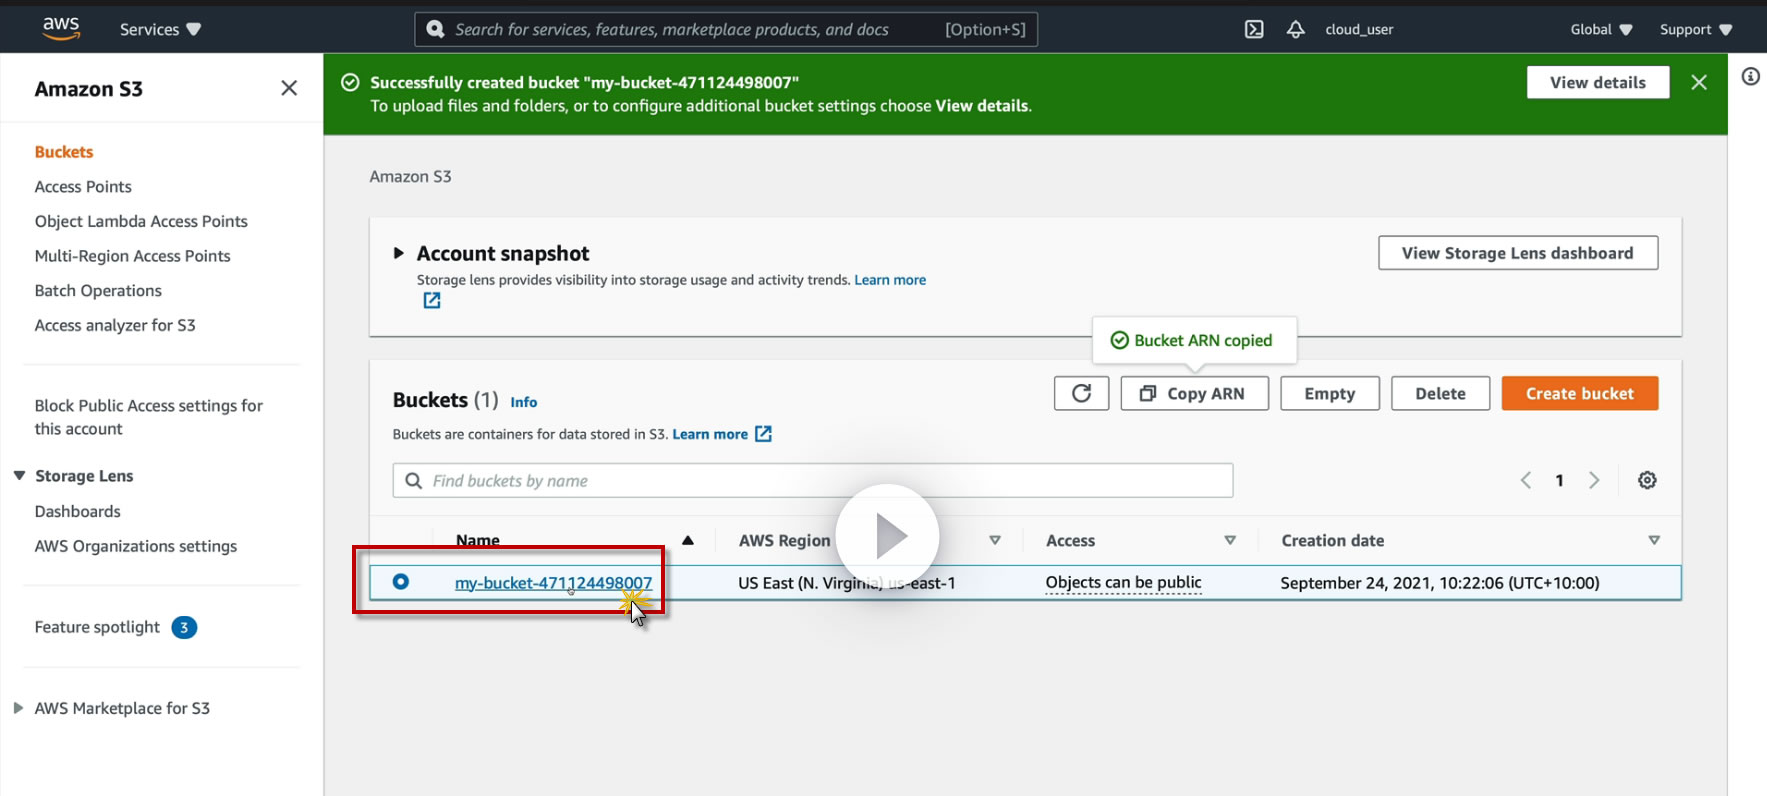 aws
Services
Search for services, features, marketplace products, and docs [Option+S]
cloud_user
Global
Support
Amazon S3
Buckets
Access Points
Object Lambda Access Points
Multi-Region Access Points
Batch Operations
Access analyzer for S3
Block Public Access settings for
this account
Storage Lens
Dashboards
AWS Organizations settings
Feature spotlight 3
AWS Marketplace for S3
Successfully created bucket "my-bucket-471124498007"
To upload files and folders, or to configure additional bucket settings choose View details.
View details
Amazon S3
Account snapshot
Storage lens provides visibility into storage usage and activity trends. Learn more
View Storage Lens dashboard
Bucket ARN copied
Buckets (1) Info
Copy ARN
Empty
Delete
Create bucket
Buckets are containers for data stored in S3. Learn more
Find buckets by name
1
Name AWS Region Access Creation date
my-bucket-471124498007 US East (N. Virginia) us-east-1 Objects can be public September 24, 2021, 10:22:06 (UTC+10:00)